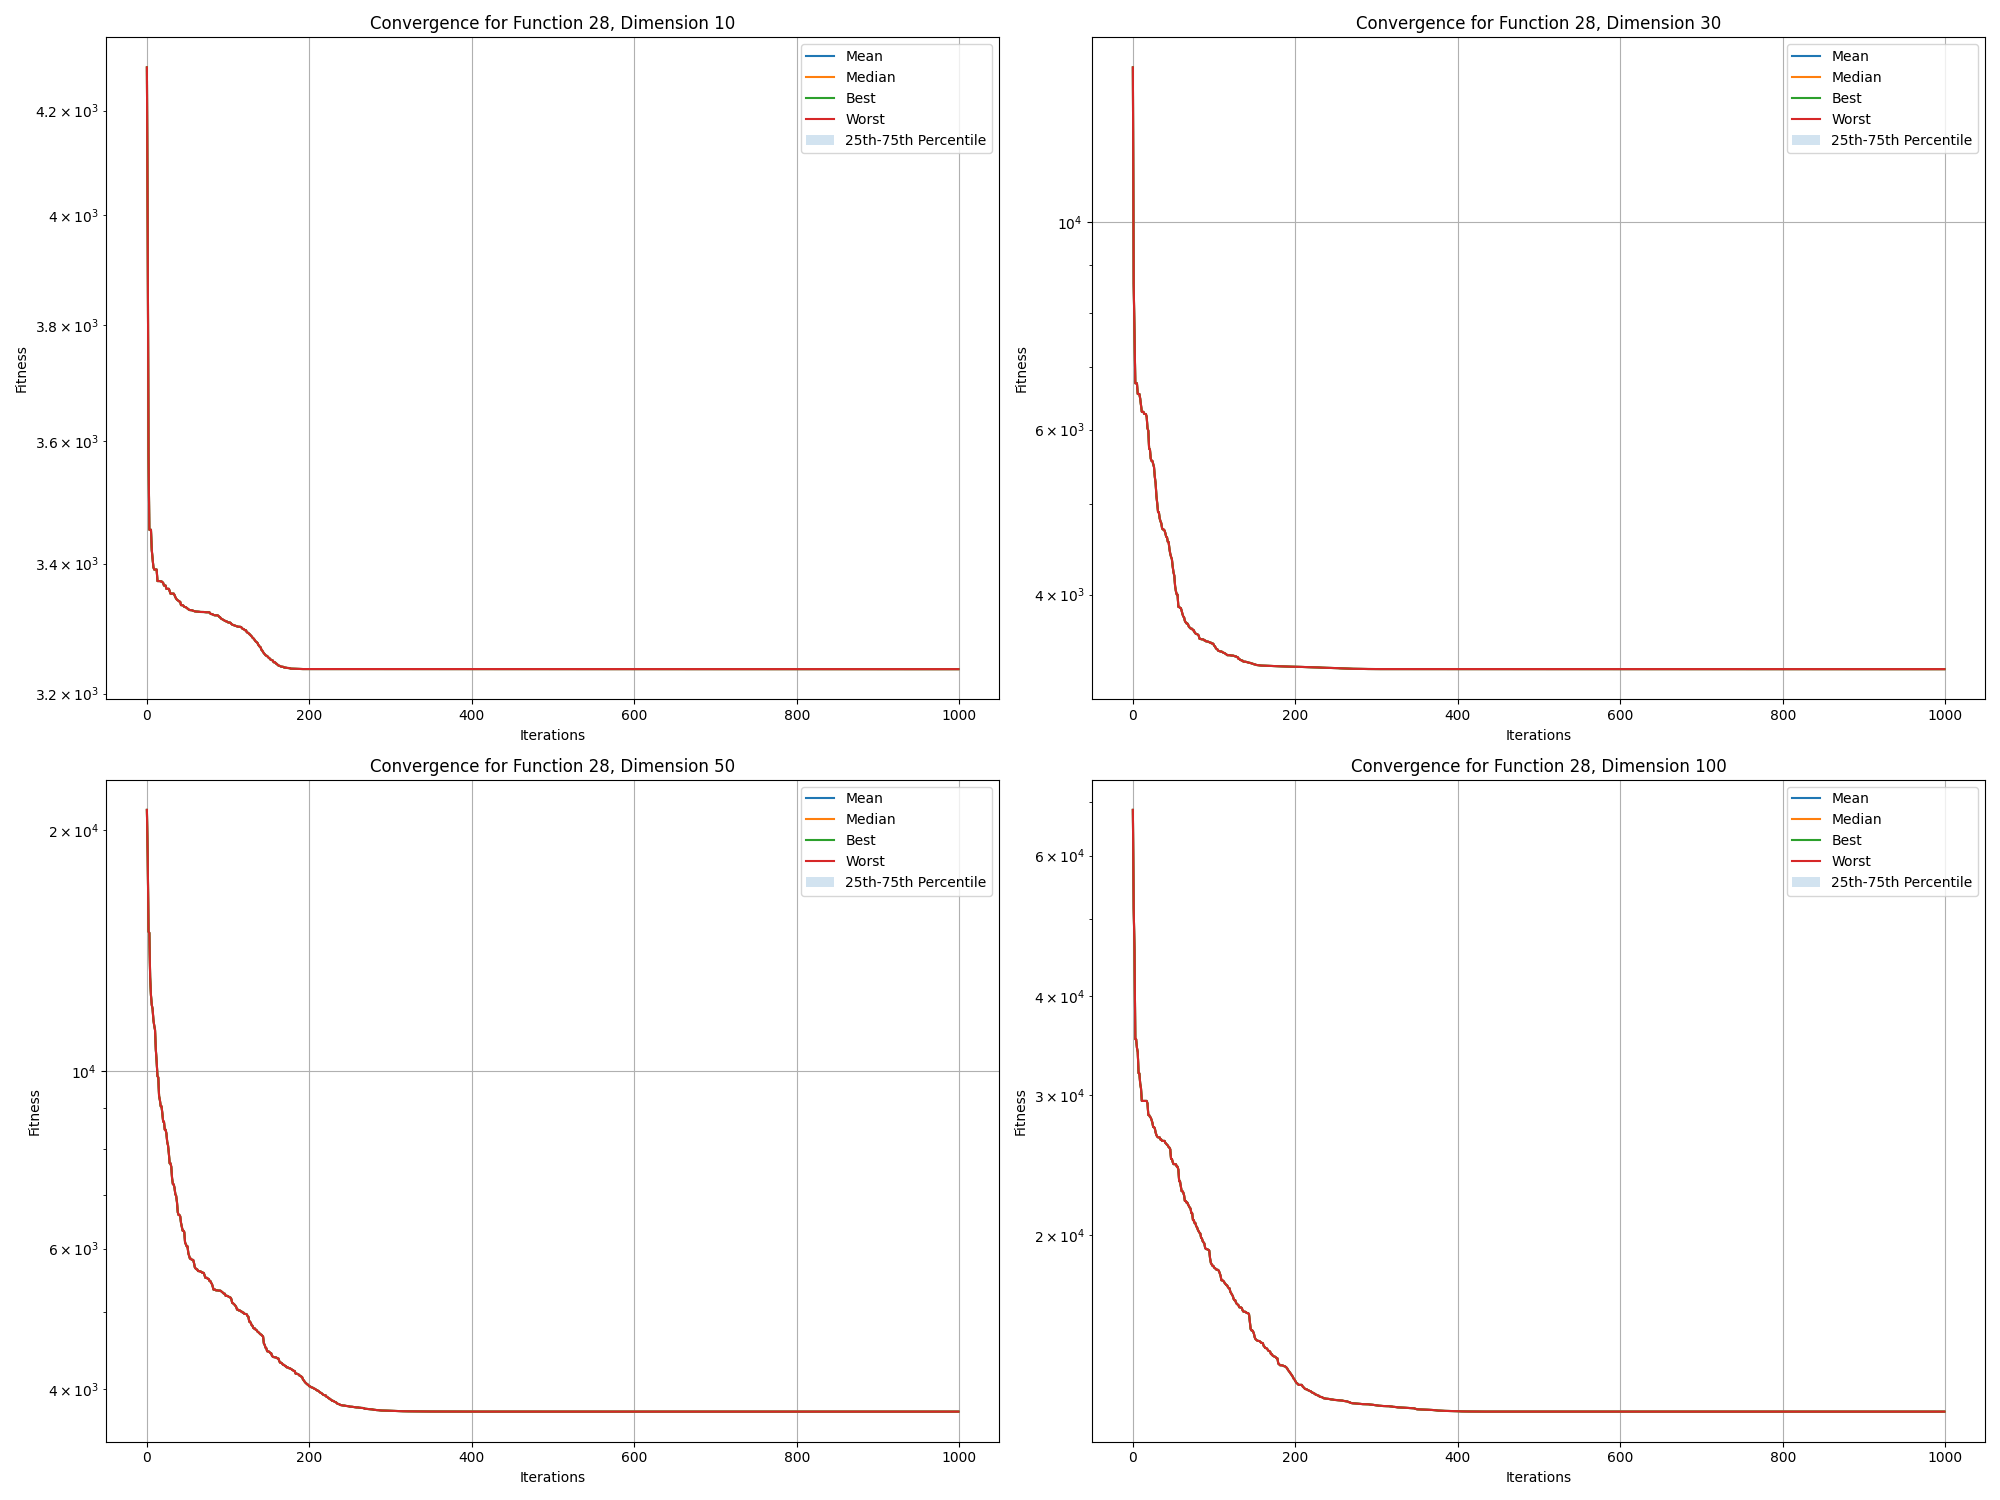 Convergence for Function 28, Dimension 10
Mean
Median
Best
Worst
25th-75th Percentile
4.2 × 10³
4 × 10³
3.8 × 10³
3.6 × 10³
3.4 × 10³
3.2 × 10³
Fitness
0 200 400 600 800 1000
Iterations
Convergence for Function 28, Dimension 30
Mean
Median
Best
Worst
25th-75th Percentile
10⁴
6 × 10³
4 × 10³
Fitness
0 200 400 600 800 1000
Iterations
Convergence for Function 28, Dimension 50
Mean
Median
Best
Worst
25th-75th Percentile
2 × 10⁴
10⁴
6 × 10³
4 × 10³
Fitness
0 200 400 600 800 1000
Iterations
Convergence for Function 28, Dimension 100
Mean
Median
Best
Worst
25th-75th Percentile
6 × 10⁴
4 × 10⁴
3 × 10⁴
2 × 10⁴
Fitness
0 200 400 600 800 1000
Iterations